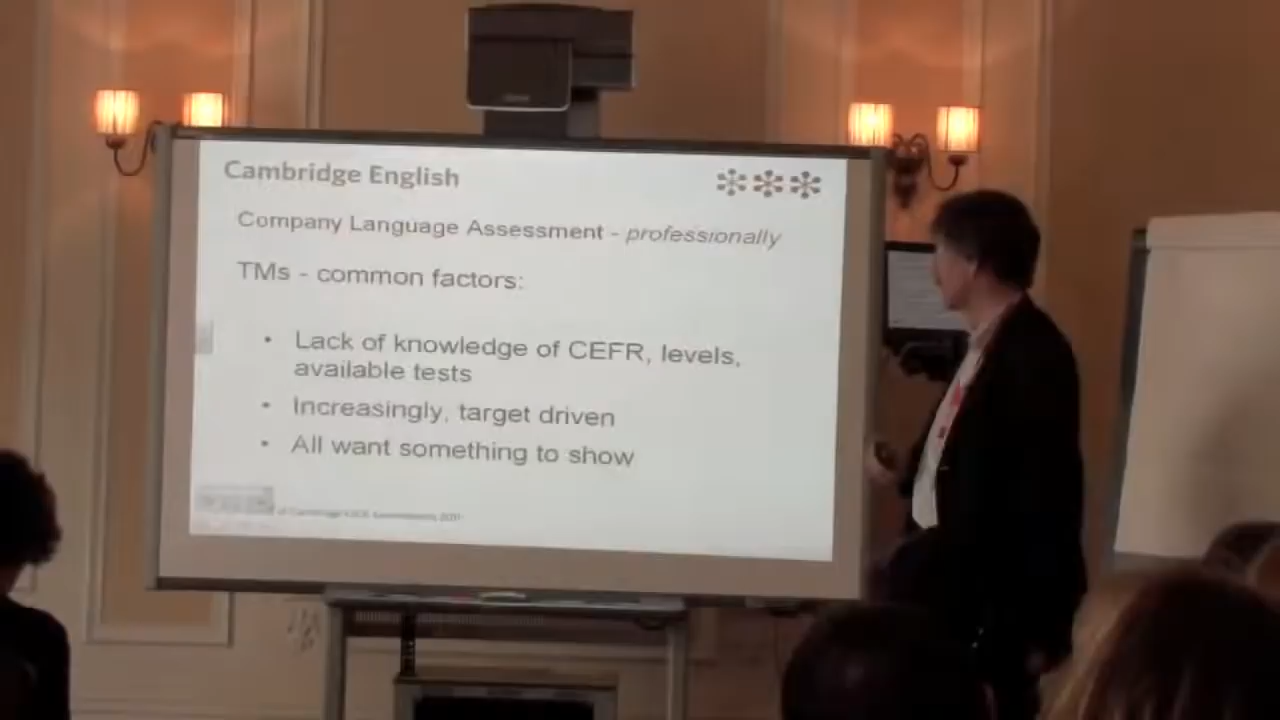 Cambridge English
Company Language Assessment - professionally
TMs - common factors:
• Lack of knowledge of CEFR, levels,
available tests
• Increasingly, target driven
• All want something to show